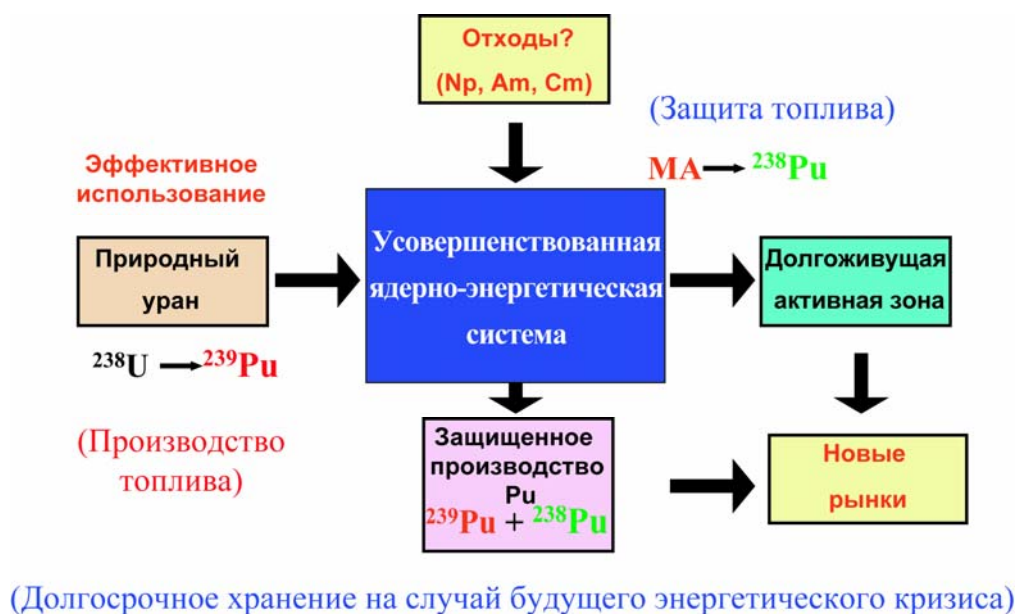 Отходы?
(Np, Am, Cm)
(Защита топлива)
MA → ²³⁸Pu
Эффективное
использование
Природный
уран
²³⁸U → ²³⁹Pu
(Производство
топлива)
Усовершенствованная
ядерно-энергетическая
система
Долгоживущая
активная зона
Защищенное
производство
Pu
²³⁹Pu + ²³⁸Pu
Новые
рынки
(Долгосрочное хранение на случай будущего энергетического кризиса)